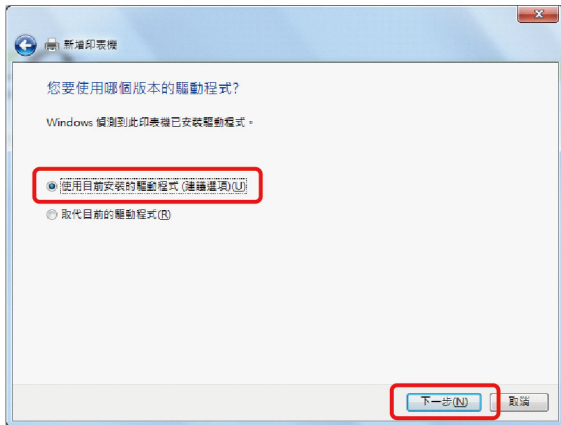 新增印表機
您要使用哪個版本的驅動程式?
Windows 偵測到此印表機已安裝驅動程式。
使用目前安裝的驅動程式 (建議選項)(U)
取代目前的驅動程式(R)
下一步(N)
取消